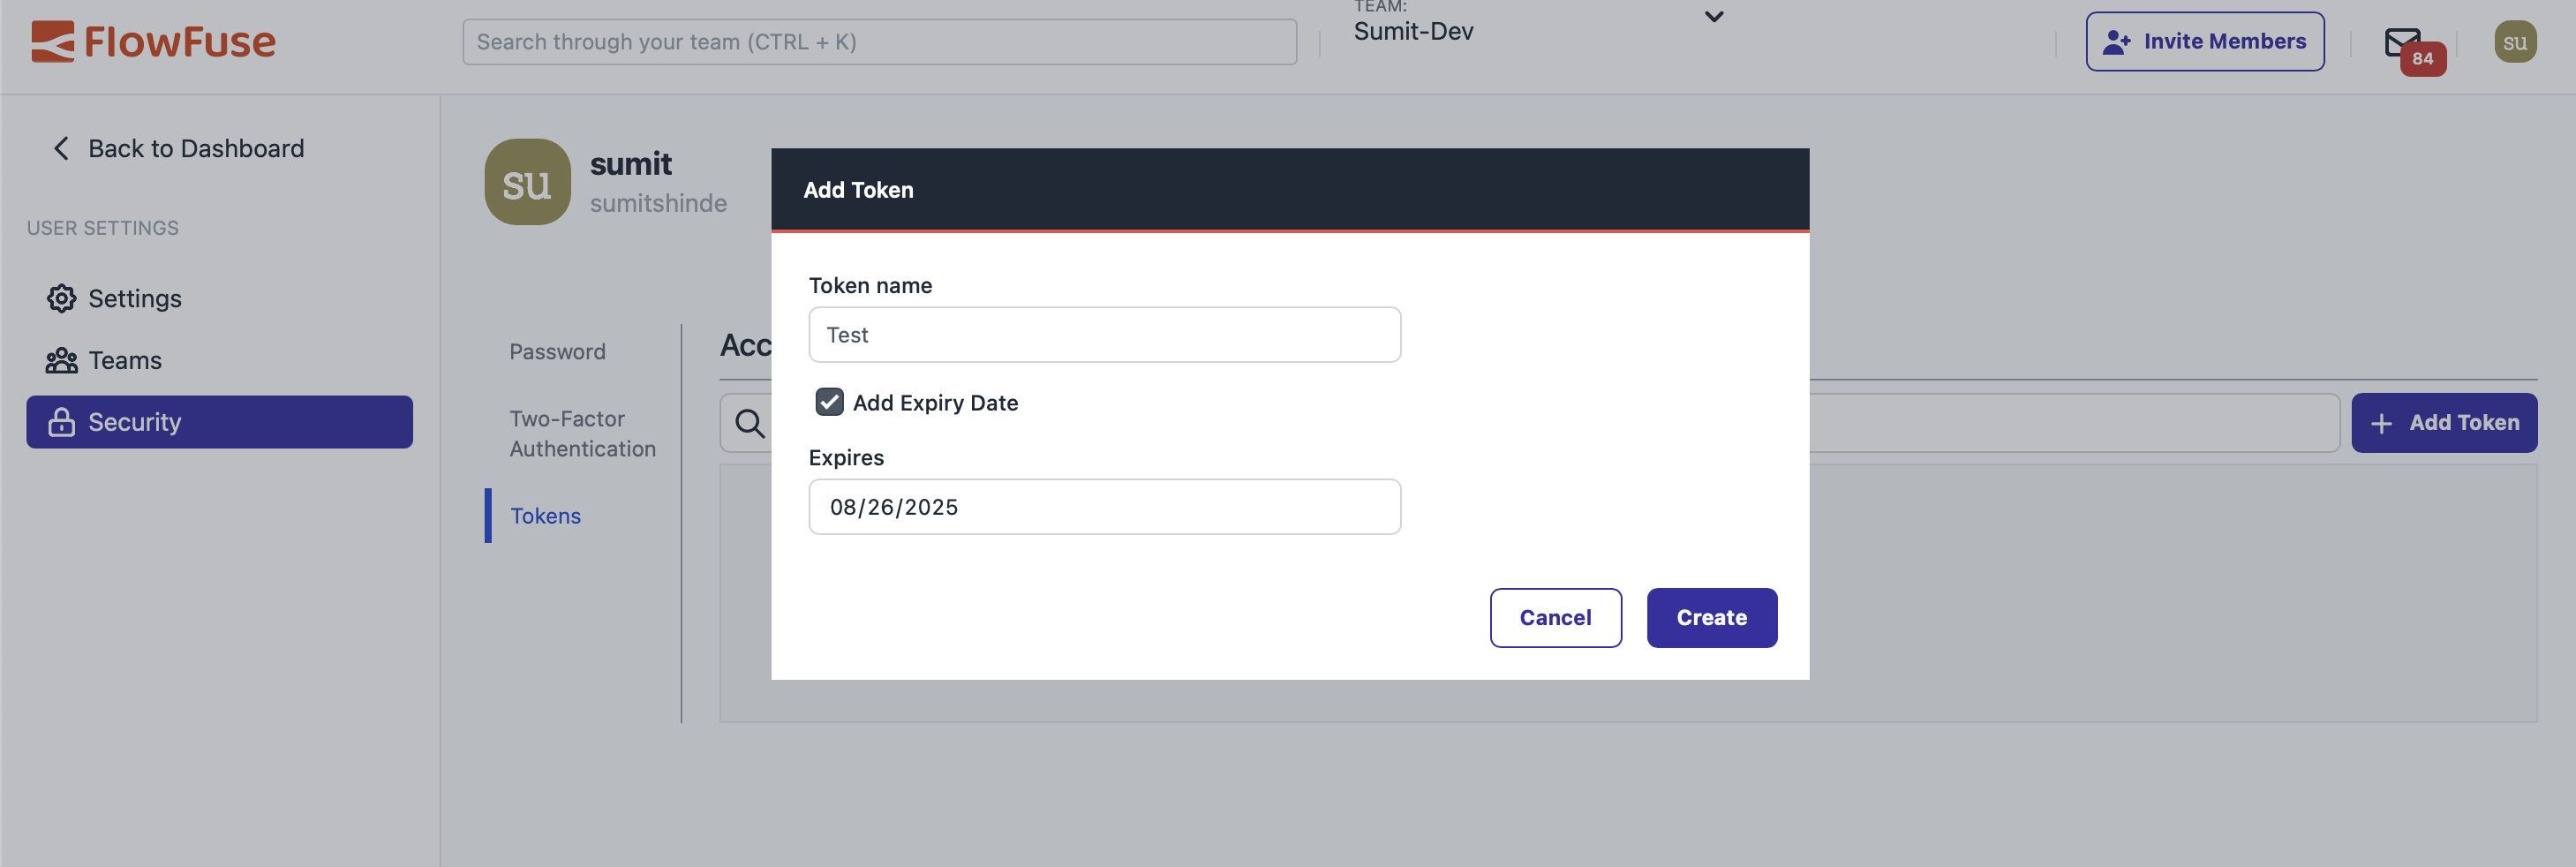 FlowFuse
Search through your team (CTRL + K)
TEAM:
Sumit-Dev
Invite Members
84
su
Back to Dashboard
USER SETTINGS
Settings
Teams
Security
su
sumit
sumitshinde
Password
Two-Factor
Authentication
Tokens
Acc
Add Token
Add Token
Token name
Test
Add Expiry Date
Expires
08/26/2025
Cancel
Create